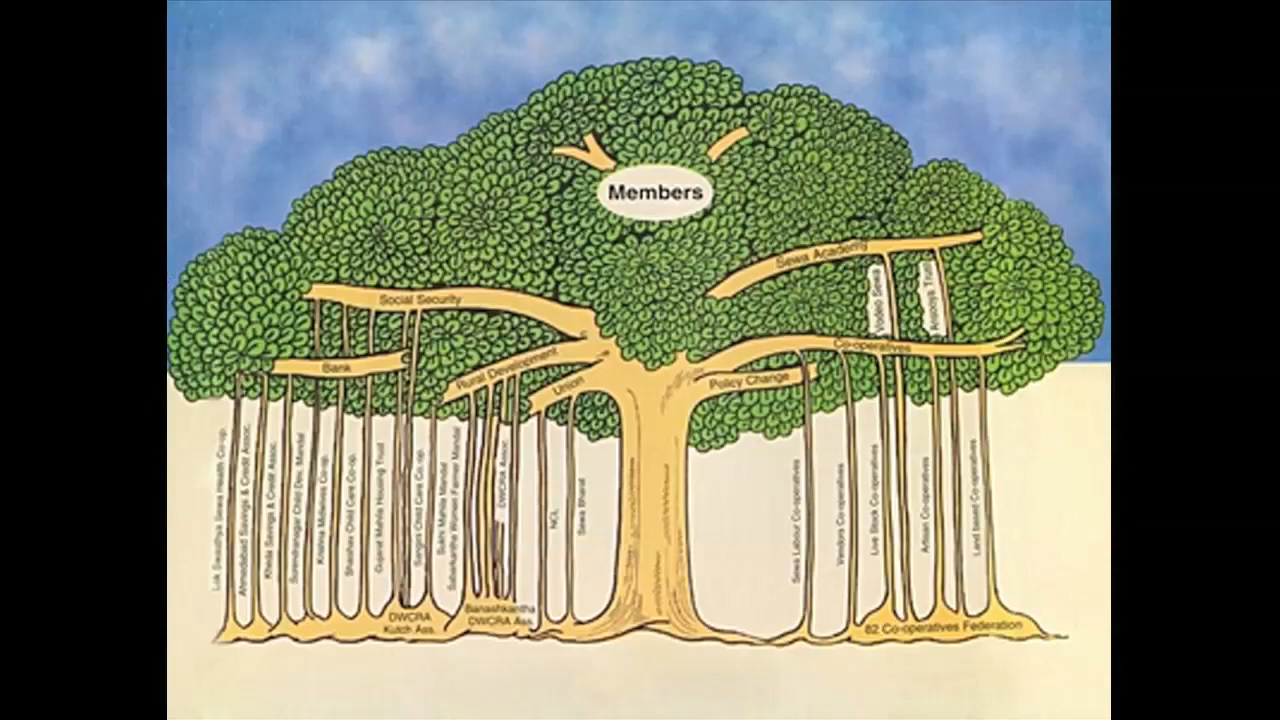 Members
Sewa Academy
Social Security
Videeo Sewa
Ansooya Trust
Co-operatives
Bank
Rural Development
Policy Change
Union
Lok Swasthya Sewa Health Co-op.
Ahmedabad Savings & Credit Assoc.
Kheda Savings & Credit Assoc.
Surendranagar Child Dev. Mandal
Krishna Midwives Co-op.
Shaishav Child Care Co-op.
Gujarat Mahila Housing Trust
Child Care Co. op.
Sukhi Mahila Mandal
Sabarkantha Women Farmer Mandal
DWCRA Assoc.
NCL
Sewa Bharat
Sewa Labour Co-operatives
Vendors Co-operatives
Live Stock Co-operatives
Artisan Co-operatives
Land based Co-operatives
DWCRA
Kutch Ass.
Banashkantha
DWCRA Ass.
82 Co-operatives Federation